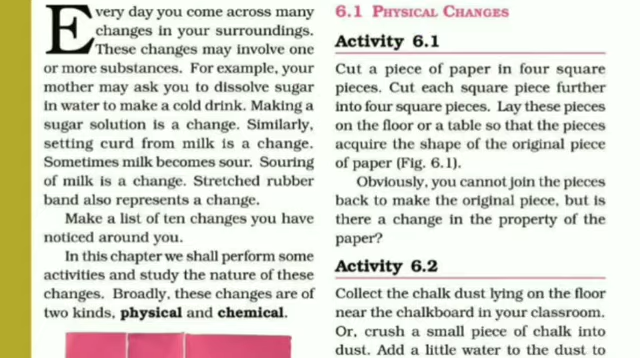 Every day you come across many
changes in your surroundings.
These changes may involve one
or more substances. For example, your
mother may ask you to dissolve sugar
in water to make a cold drink. Making a
sugar solution is a change. Similarly,
setting curd from milk is a change.
Sometimes milk becomes sour. Souring
of milk is a change. Stretched rubber
band also represents a change.
Make a list of ten changes you have
noticed around you.
In this chapter we shall perform some
activities and study the nature of these
changes. Broadly, these changes are of
two kinds, physical and chemical.
6.1 PHYSICAL CHANGES
Activity 6.1
Cut a piece of paper in four square
pieces. Cut each square piece further
into four square pieces. Lay these pieces
on the floor or a table so that the pieces
acquire the shape of the original piece
of paper (Fig. 6.1).
Obviously, you cannot join the pieces
back to make the original piece, but is
there a change in the property of the
paper?
Activity 6.2
Collect the chalk dust lying on the floor
near the chalkboard in your classroom.
Or, crush a small piece of chalk into
dust. Add a little water to the dust to